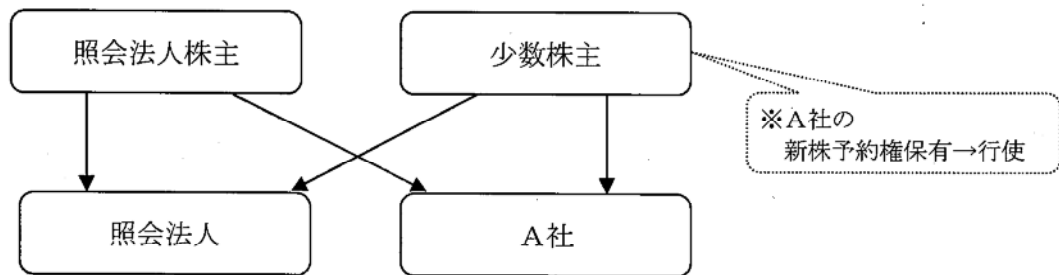 照会法人株主
少数株主
※A社の
新株予約権保有→行使
照会法人
A社